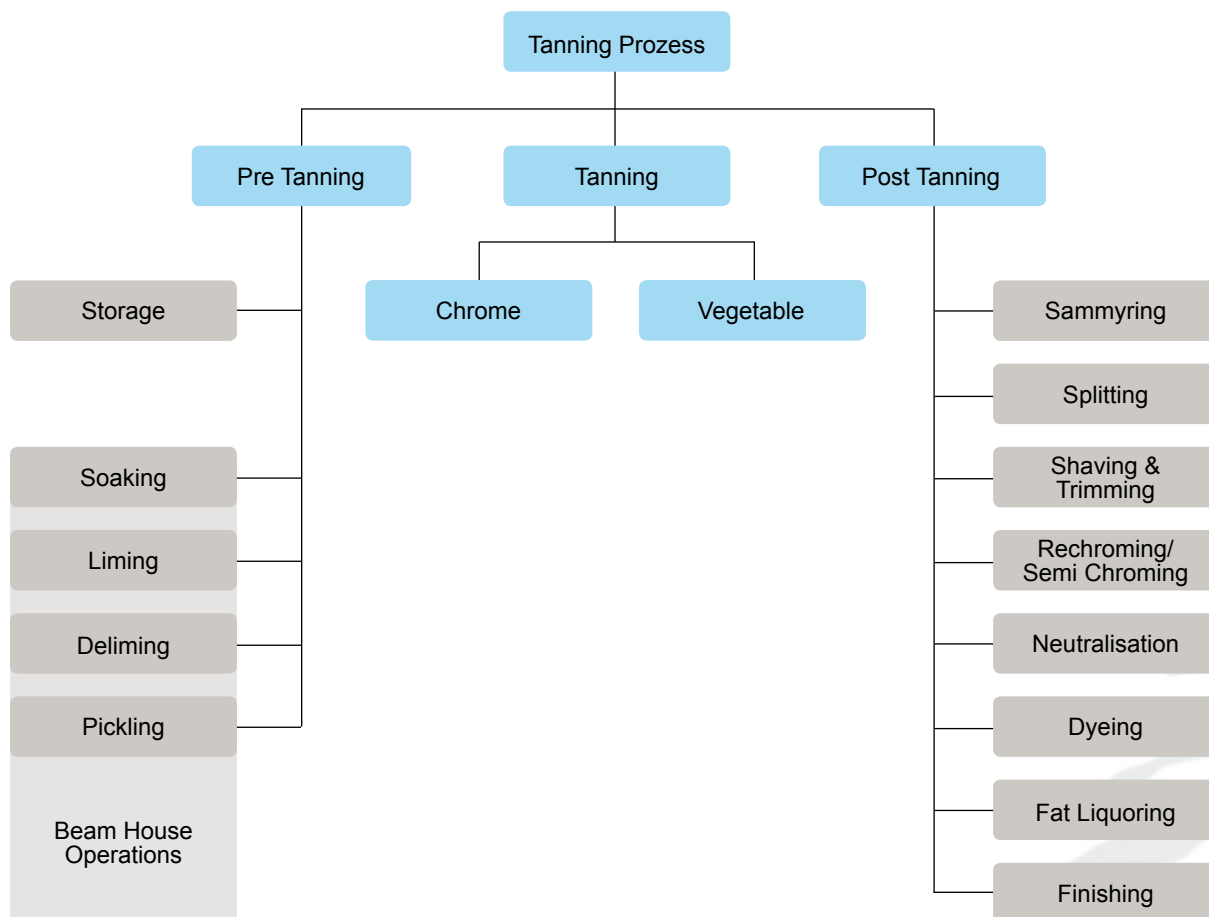 Tanning Prozess
Pre Tanning
Tanning
Post Tanning
Chrome
Vegetable
Storage
Soaking
Liming
Deliming
Pickling
Beam House
Operations
Sammyring
Splitting
Shaving &
Trimming
Rechroming/
Semi Chroming
Neutralisation
Dyeing
Fat Liquoring
Finishing